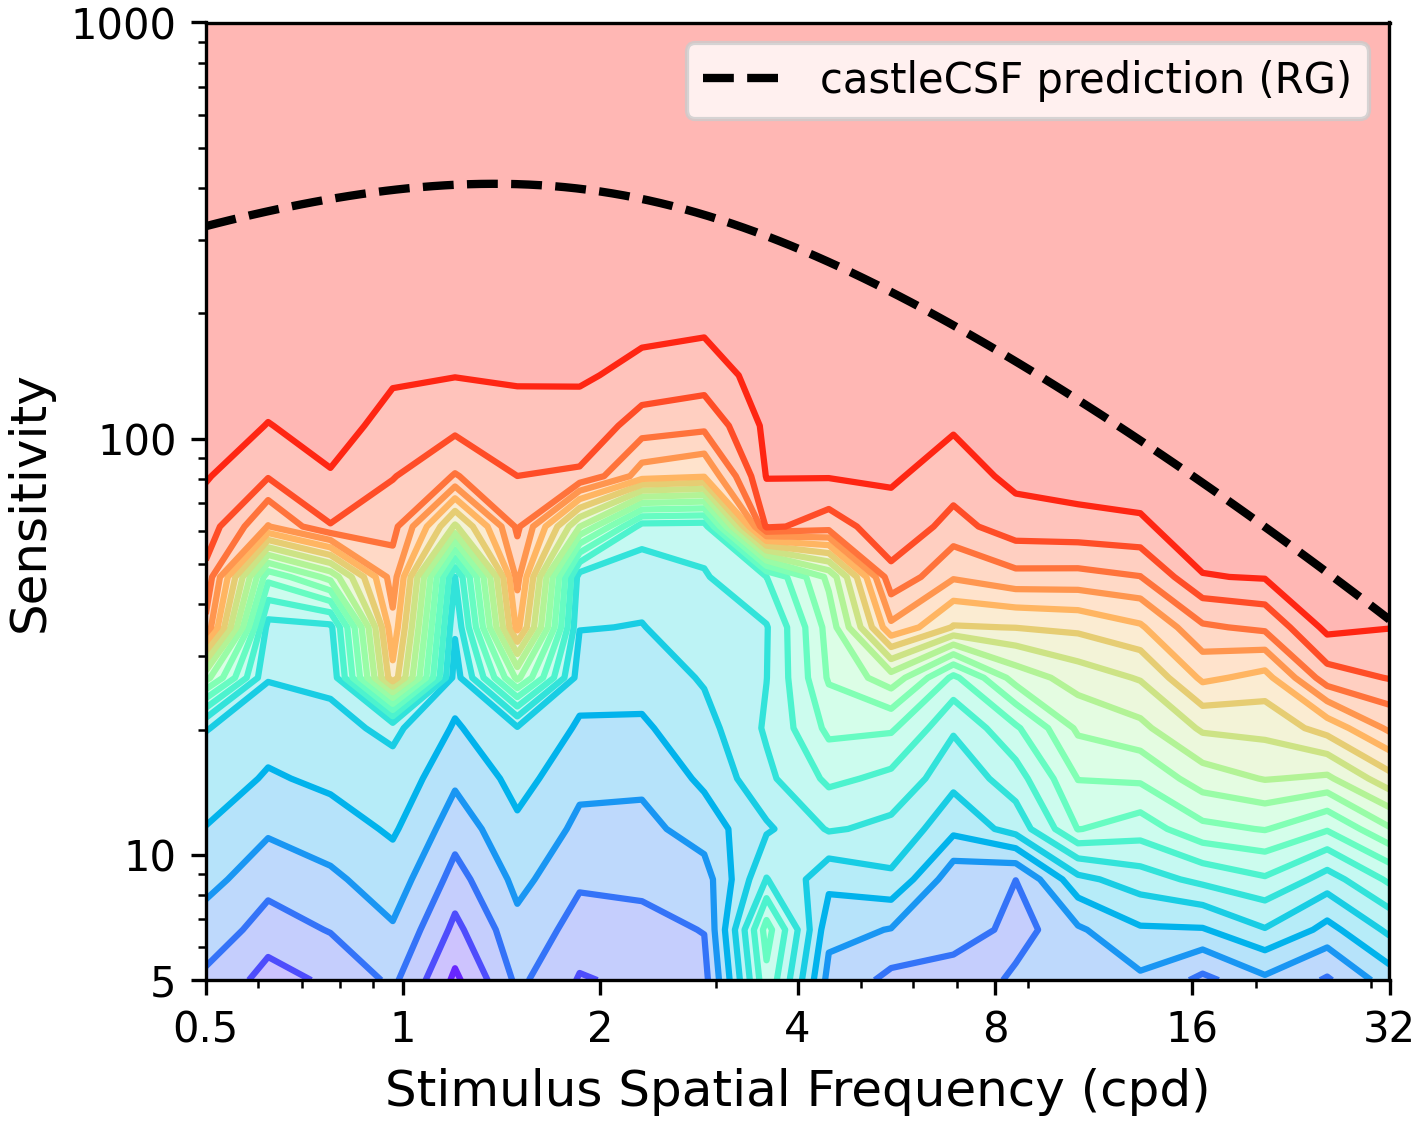 1000
castleCSF prediction (RG)
100
Sensitivity
10
5
0.5 1 2 4 8 16 32
Stimulus Spatial Frequency (cpd)